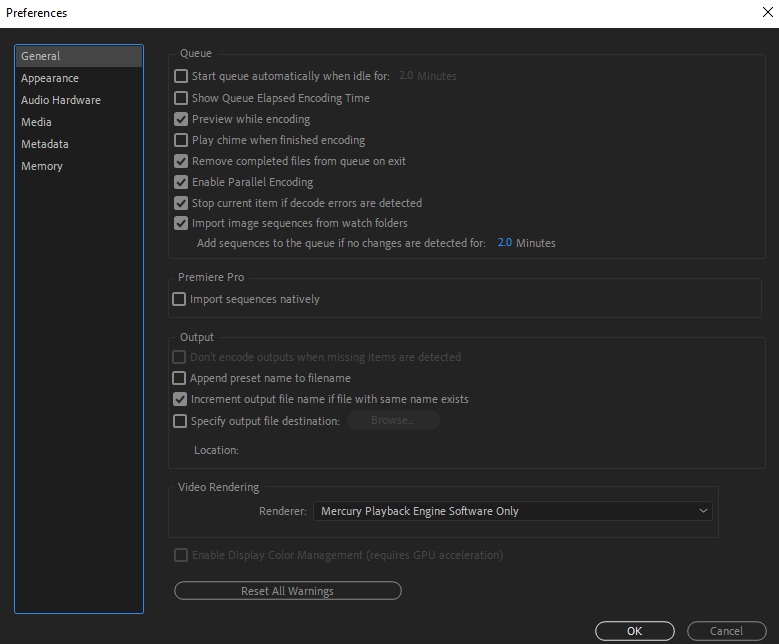 Preferences
General
Appearance
Audio Hardware
Media
Metadata
Memory
Queue
Start queue automatically when idle for: 2.0 Minutes
Show Queue Elapsed Encoding Time
Preview while encoding
Play chime when finished encoding
Remove completed files from queue on exit
Enable Parallel Encoding
Stop current item if decode errors are detected
Import image sequences from watch folders
Add sequences to the queue if no changes are detected for: 2.0 Minutes
Premiere Pro
Import sequences natively
Output
Don't encode outputs when missing items are detected
Append preset name to filename
Increment output file name if file with same name exists
Specify output file destination: Browse...
Location:
Video Rendering
Renderer: Mercury Playback Engine Software Only
Enable Display Color Management (requires GPU acceleration)
Reset All Warnings
OK Cancel